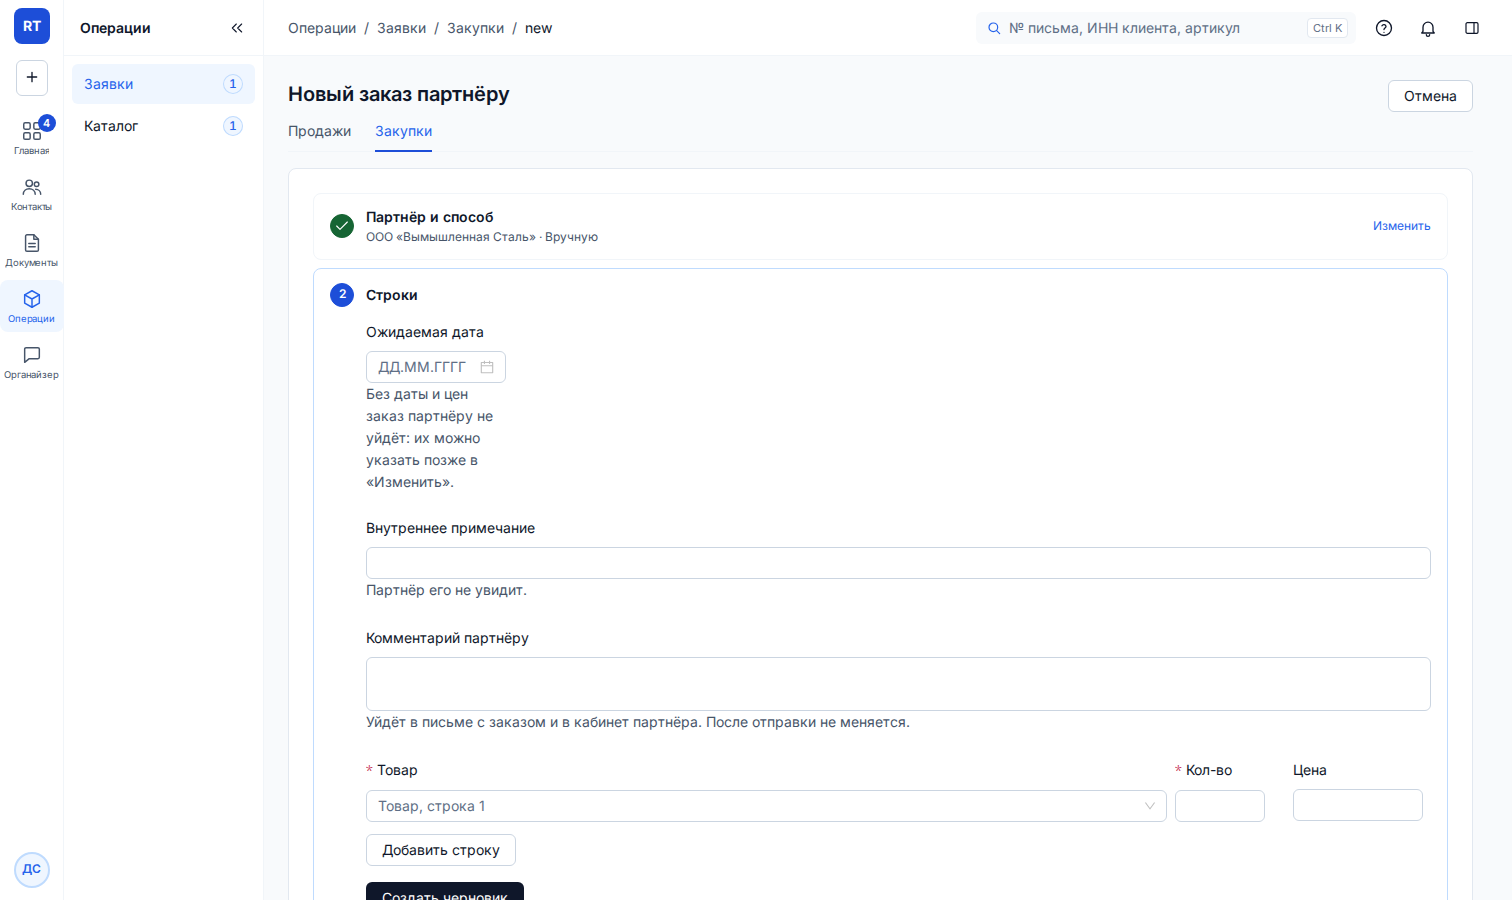 RT
Операции
Операции / Заявки / Закупки / new
№ письма, ИНН клиента, артикул
Ctrl K
Заявки
1
Каталог
1
4
Главная
Контакты
Документы
Операции
Органайзер
ДС
Новый заказ партнёру
Отмена
Продажи
Закупки
Партнёр и способ
ООО «Вымышленная Сталь» · Вручную
Изменить
2
Строки
Ожидаемая дата
ДД.ММ.ГГГГ
Без даты и цен
заказ партнёру не
уйдёт: их можно
указать позже в
«Изменить».
Внутреннее примечание
Партнёр его не увидит.
Комментарий партнёру
Уйдёт в письме с заказом и в кабинет партнёра. После отправки не меняется.
* Товар
* Кол-во
Цена
Товар, строка 1
Добавить строку
Создать черновик